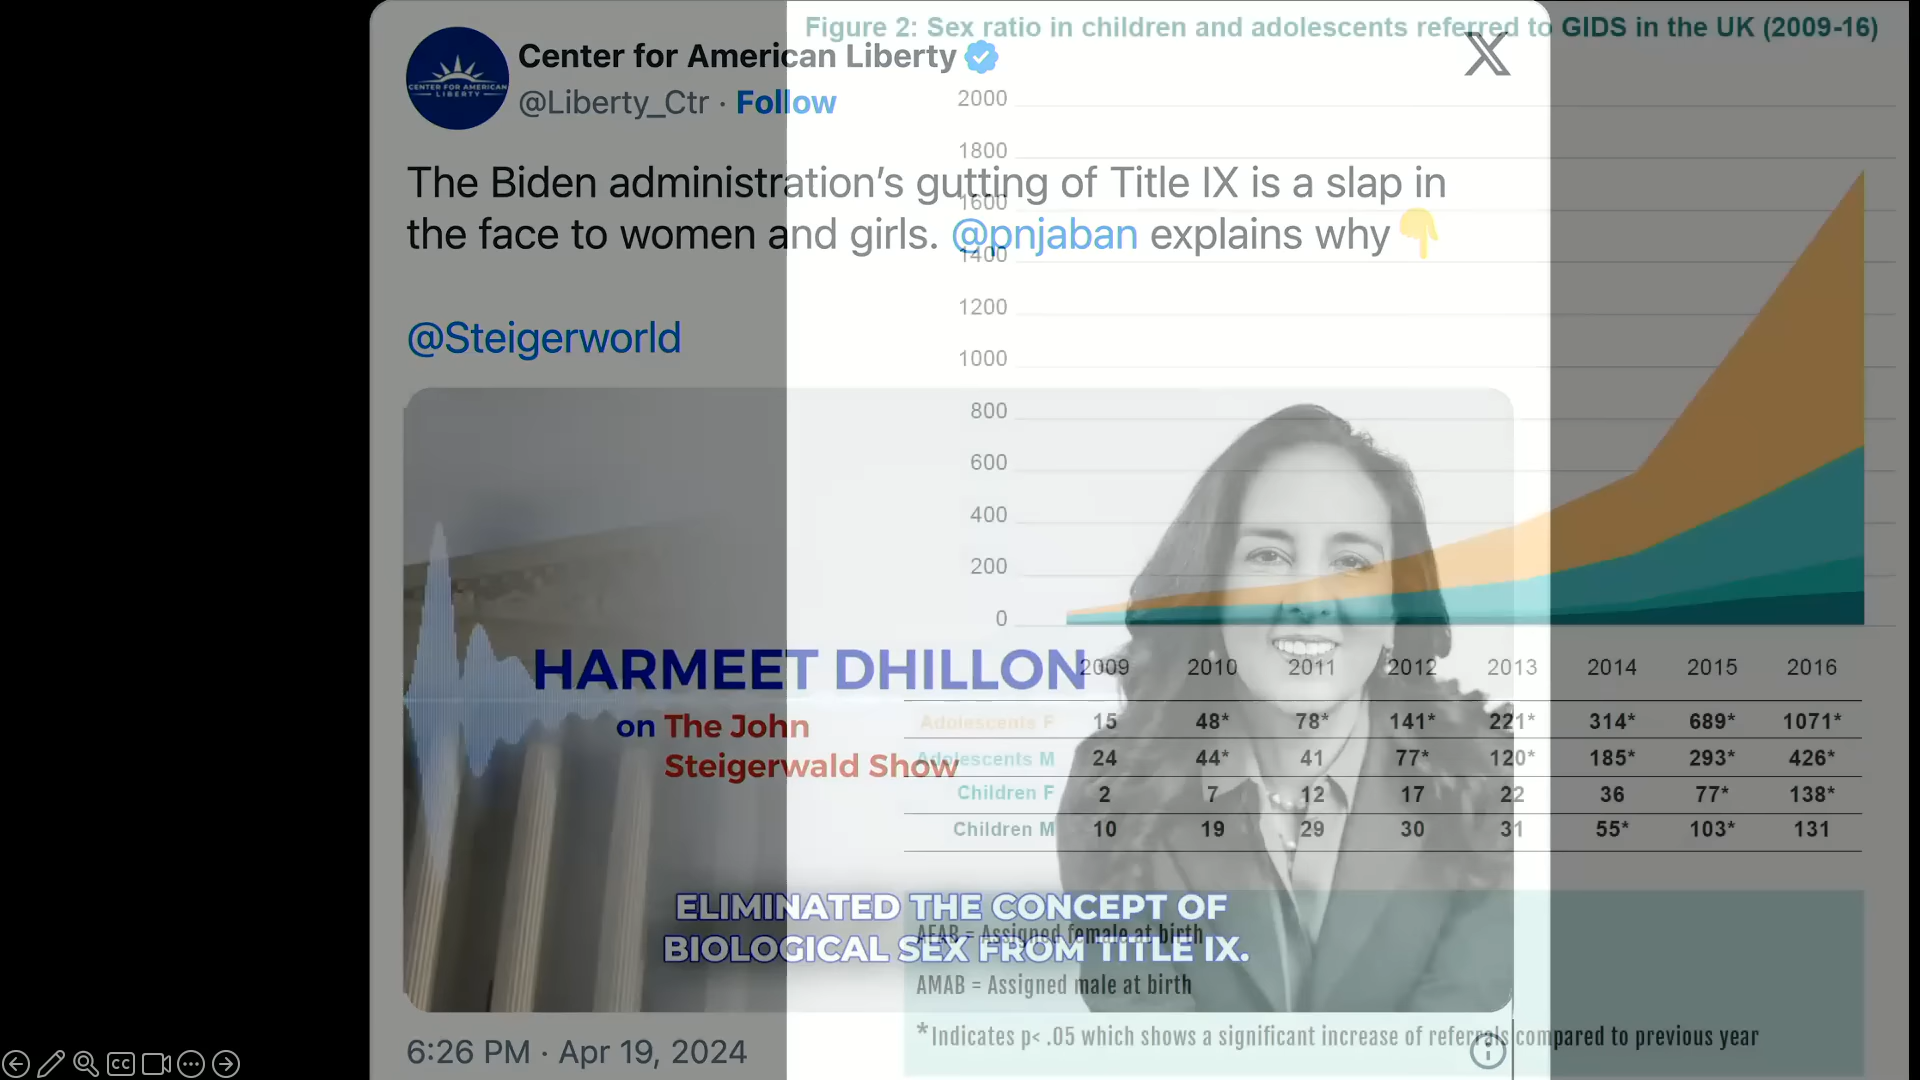 Figure 2: Sex ratio in children and adolescents referred to GIDS in the UK (2009-16)
Center for American Liberty
@Liberty_Ctr · Follow
CENTER FOR AMERICAN
LIBERTY
The Biden administration’s gutting of Title IX is a slap in
the face to women and girls. @pnjaban explains why👇
@Steigerworld
2000
1800
1600
1400
1200
1000
800
600
400
200
0
HARMEET DHILLON
on The John
Steigerwald Show
2009 2010 2011 2012 2013 2014 2015 2016
Adolescents F 15 48* 78* 141* 221* 314* 689* 1071*
Adolescents M 24 44* 41 77* 120* 185* 293* 426*
Children F 2 7 12 17 22 36 77* 138*
Children M 10 19 29 30 31 55* 103* 131
ELIMINATED THE CONCEPT OF
BIOLOGICAL SEX FROM TITLE IX.
AFAB = Assigned female at birth
AMAB = Assigned male at birth
*Indicates p< .05 which shows a significant increase of referrals compared to previous year
6:26 PM · Apr 19, 2024
CC